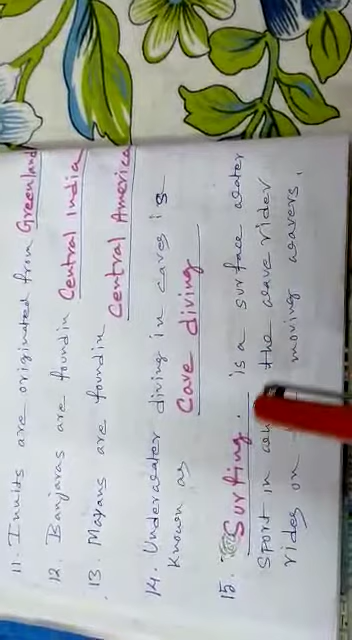 11. Inuits are originated from Greenland
12. Banjaras are found in Central India
13. Mayans are found in Central America
14. Underwater diving in caves is
known as Cave diving
15. Surfing. is a surface water
sport in the wave rider
rides on moving wavers.